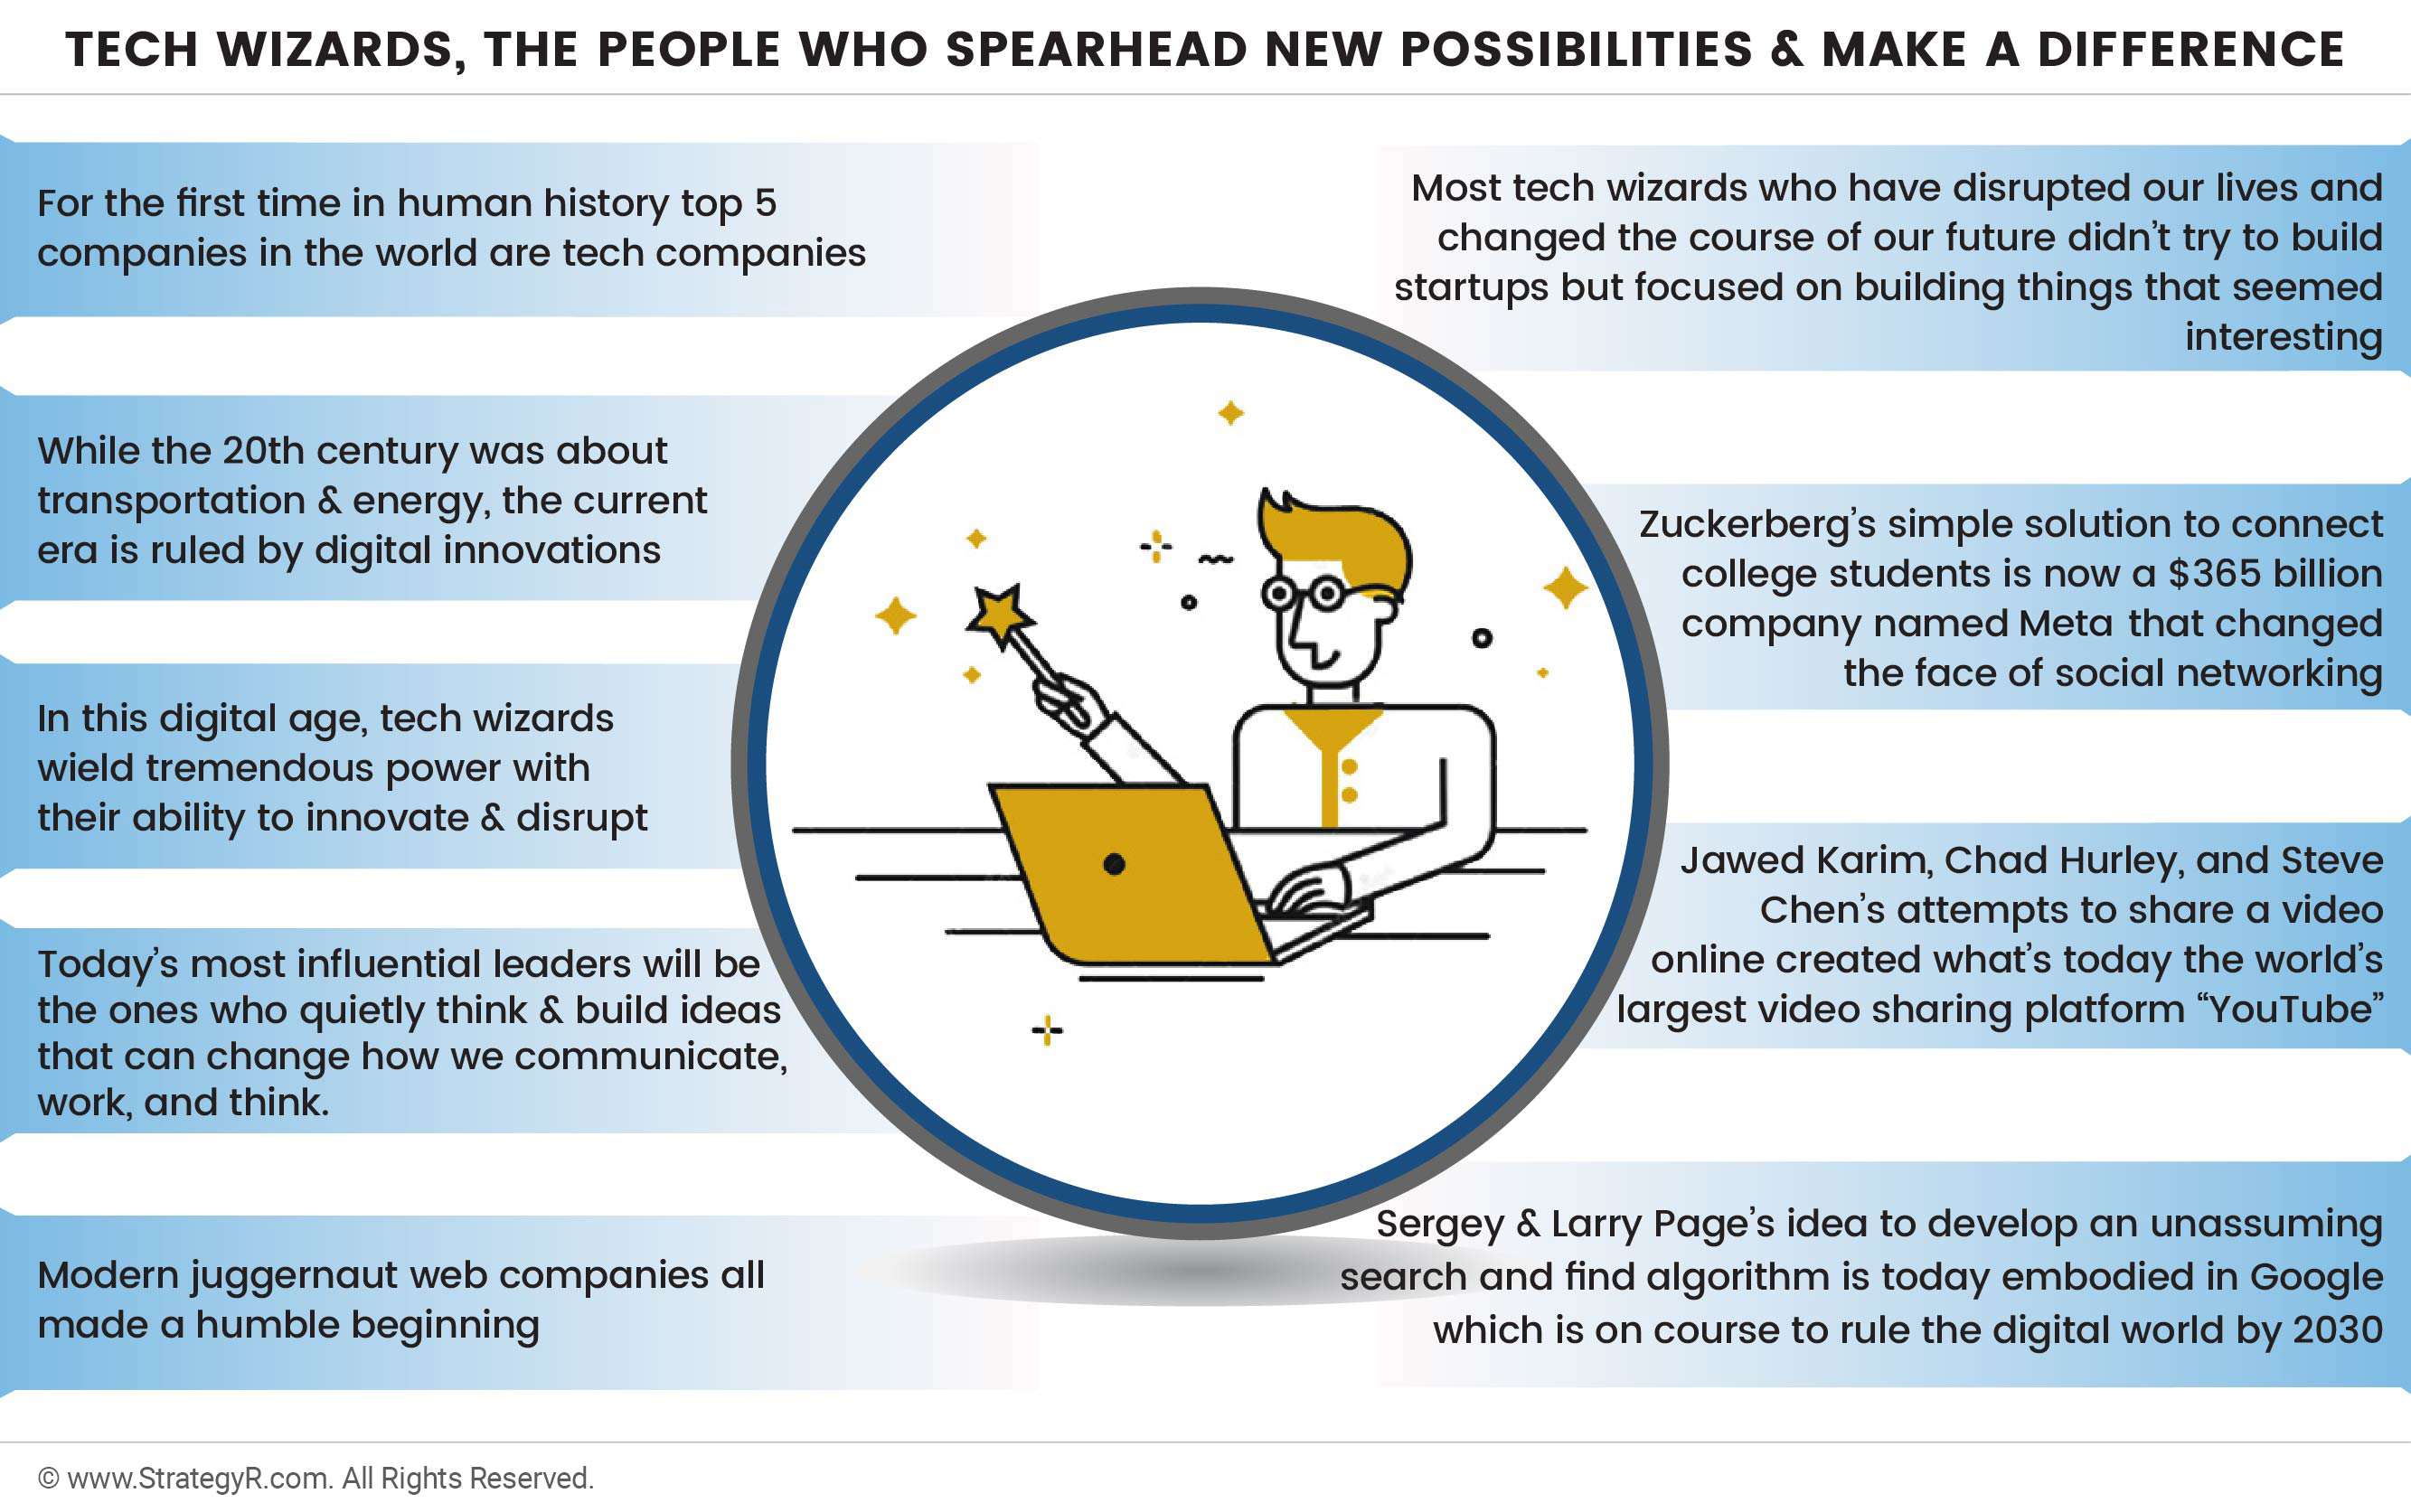 TECH WIZARDS, THE PEOPLE WHO SPEARHEAD NEW POSSIBILITIES & MAKE A DIFFERENCE
For the first time in human history top 5
companies in the world are tech companies
While the 20th century was about
transportation & energy, the current
era is ruled by digital innovations
In this digital age, tech wizards
wield tremendous power with
their ability to innovate & disrupt
Today’s most influential leaders will be
the ones who quietly think & build ideas
that can change how we communicate,
work, and think.
Modern juggernaut web companies all
made a humble beginning
Most tech wizards who have disrupted our lives and
changed the course of our future didn’t try to build
startups but focused on building things that seemed
interesting
Zuckerberg’s simple solution to connect
college students is now a $365 billion
company named Meta that changed
the face of social networking
Jawed Karim, Chad Hurley, and Steve
Chen’s attempts to share a video
online created what’s today the world’s
largest video sharing platform “YouTube”
Sergey & Larry Page’s idea to develop an unassuming
search and find algorithm is today embodied in Google
which is on course to rule the digital world by 2030
© www.StrategyR.com. All Rights Reserved.